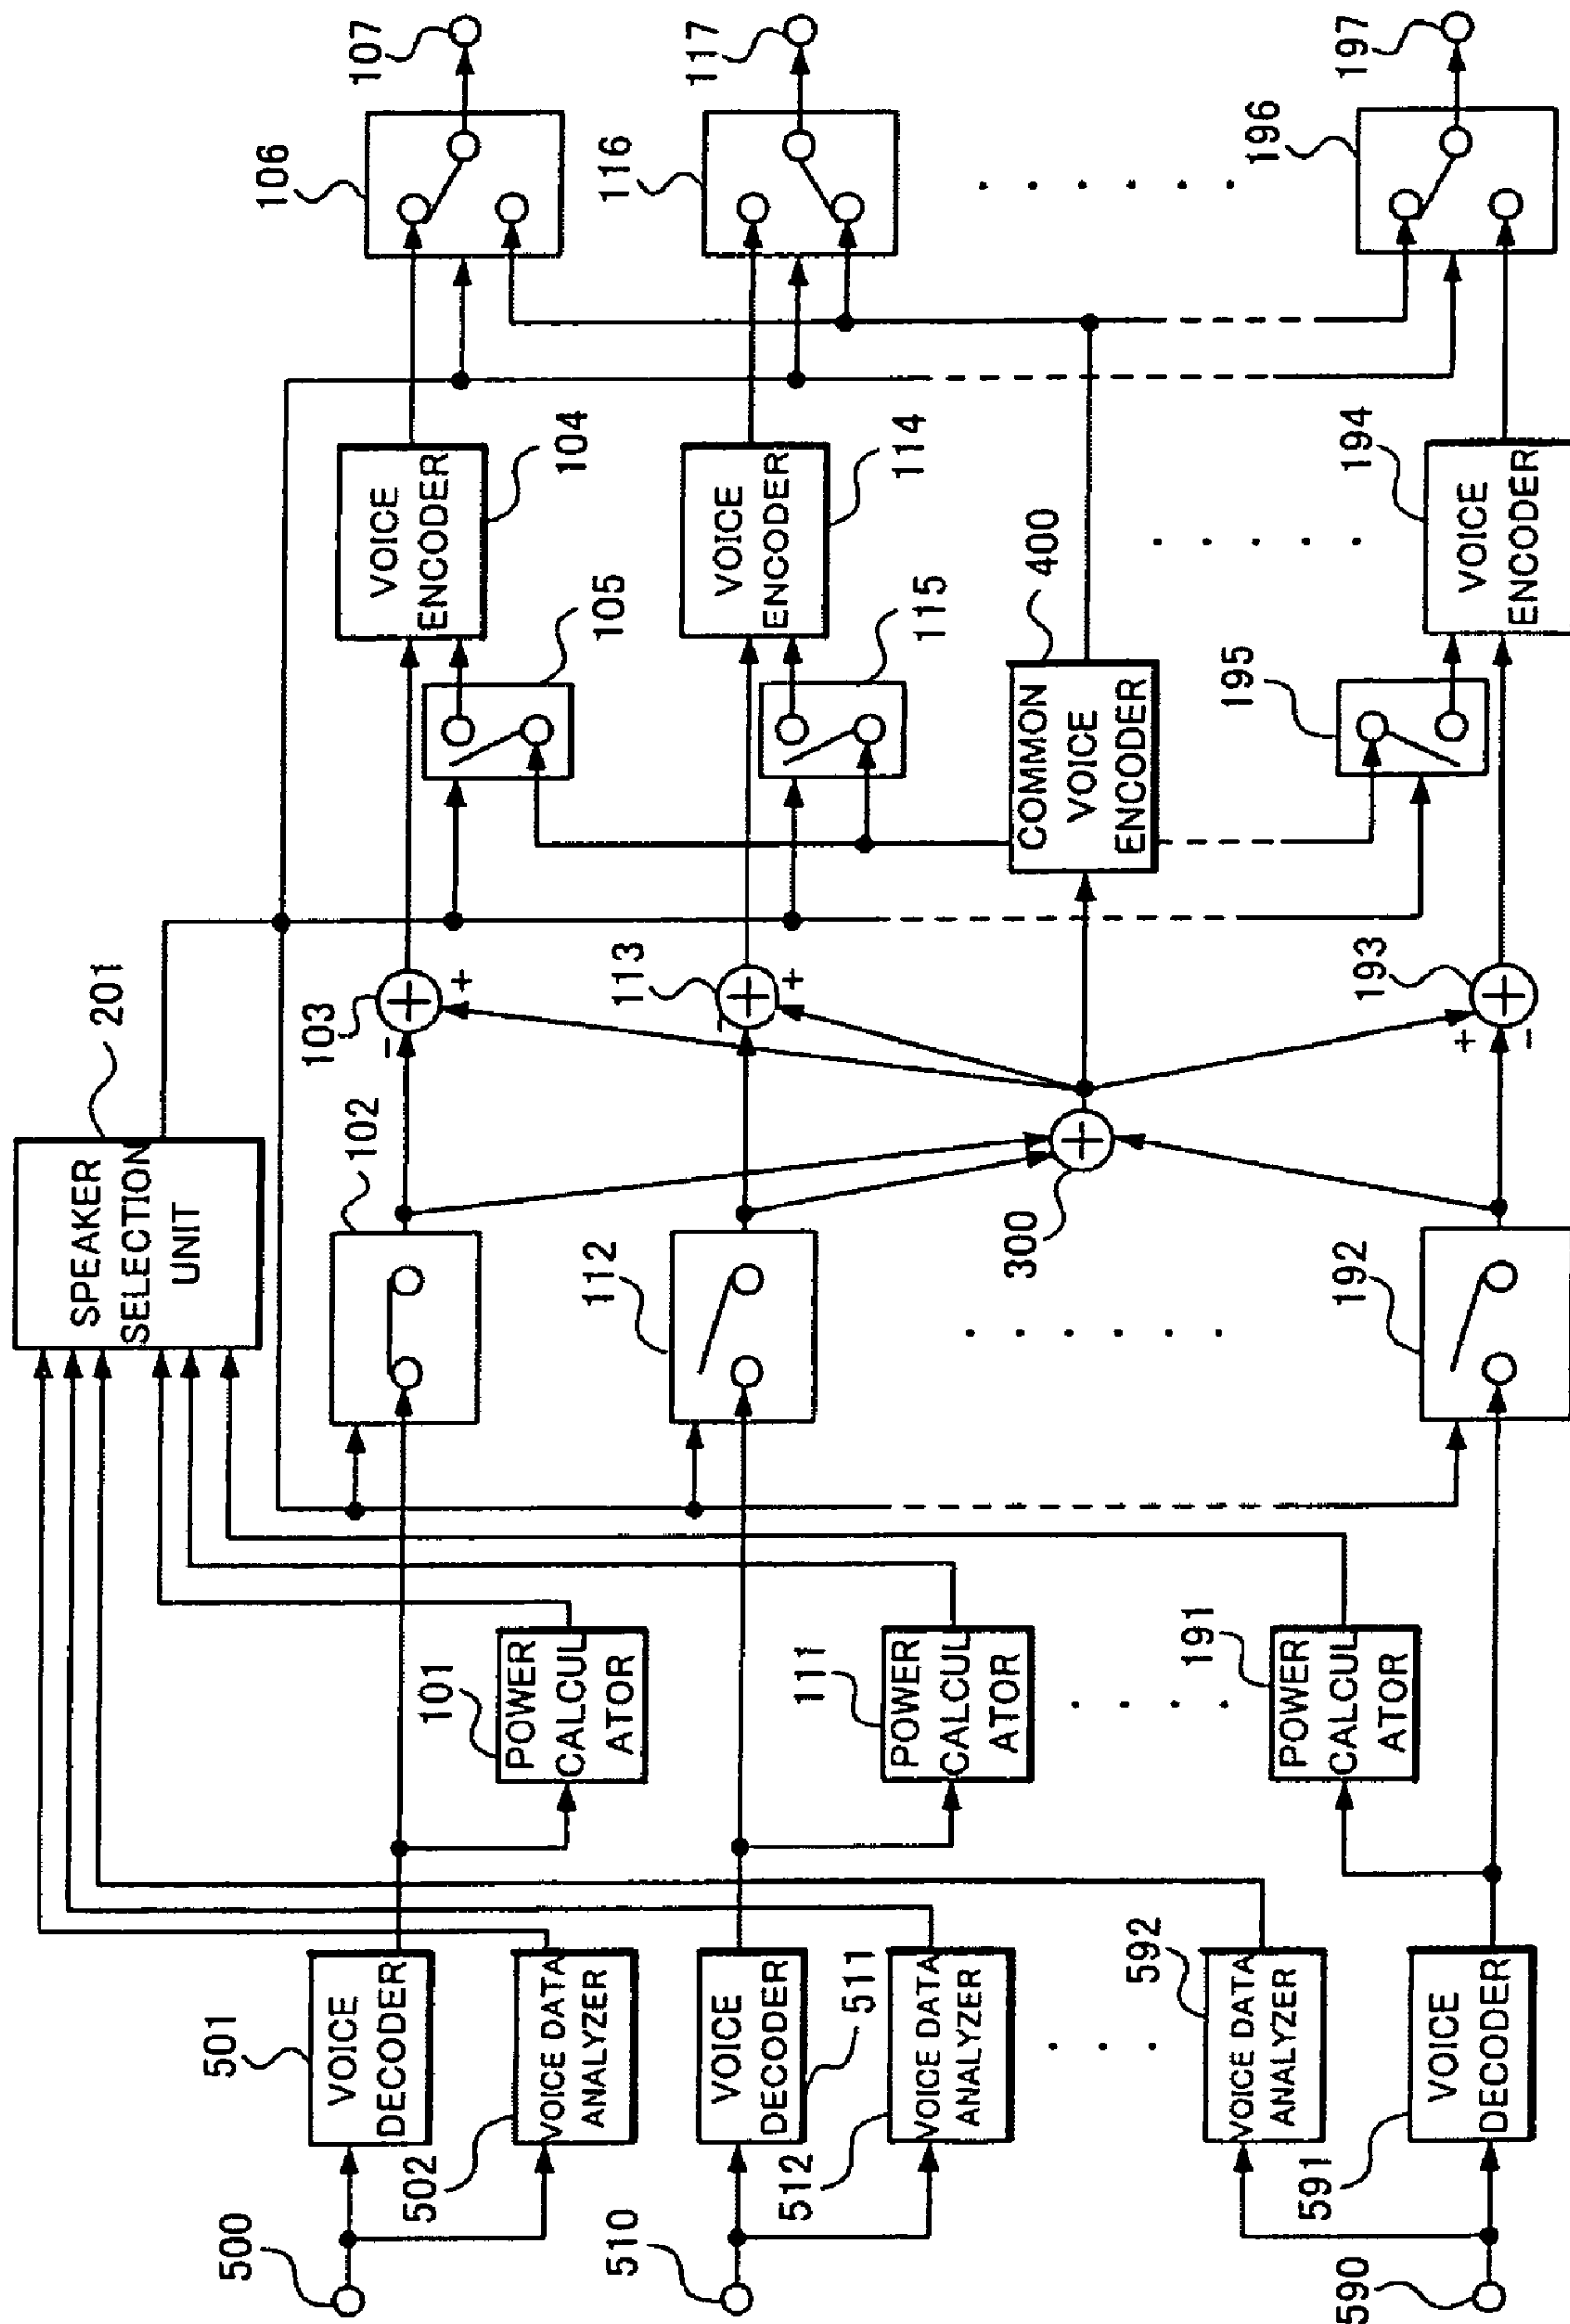 201
SPEAKER
SELECTION
UNIT
500
501
VOICE
DECODER
502
VOICE DATA
ANALYZER
101
POWER
CALCUL
ATOR
102
103
−
+
105
VOICE
ENCODER
104
106
107
510
VOICE
DECODER
511
512
VOICE DATA
ANALYZER
111
POWER
CALCUL
ATOR
112
113
−
+
115
VOICE
ENCODER
114
116
117
300
COMMON
VOICE
ENCODER
400
592
VOICE DATA
ANALYZER
590
591
VOICE
DECODER
191
POWER
CALCUL
ATOR
192
193
+
−
195
194
VOICE
ENCODER
196
197